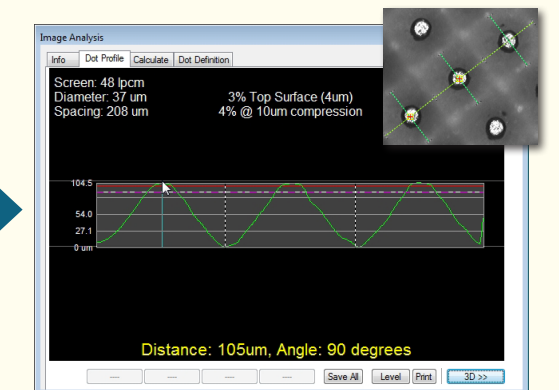 Image Analysis
Info Dot Profile Calculate Dot Definition
Screen: 48 lpcm
Diameter: 37 um 3% Top Surface (4um)
Spacing: 208 um 4% @ 10um compression
104.5
54.0
27.1
0 um
Distance: 105um, Angle: 90 degrees
---- ---- ---- ---- Save All Level Print 3D >>